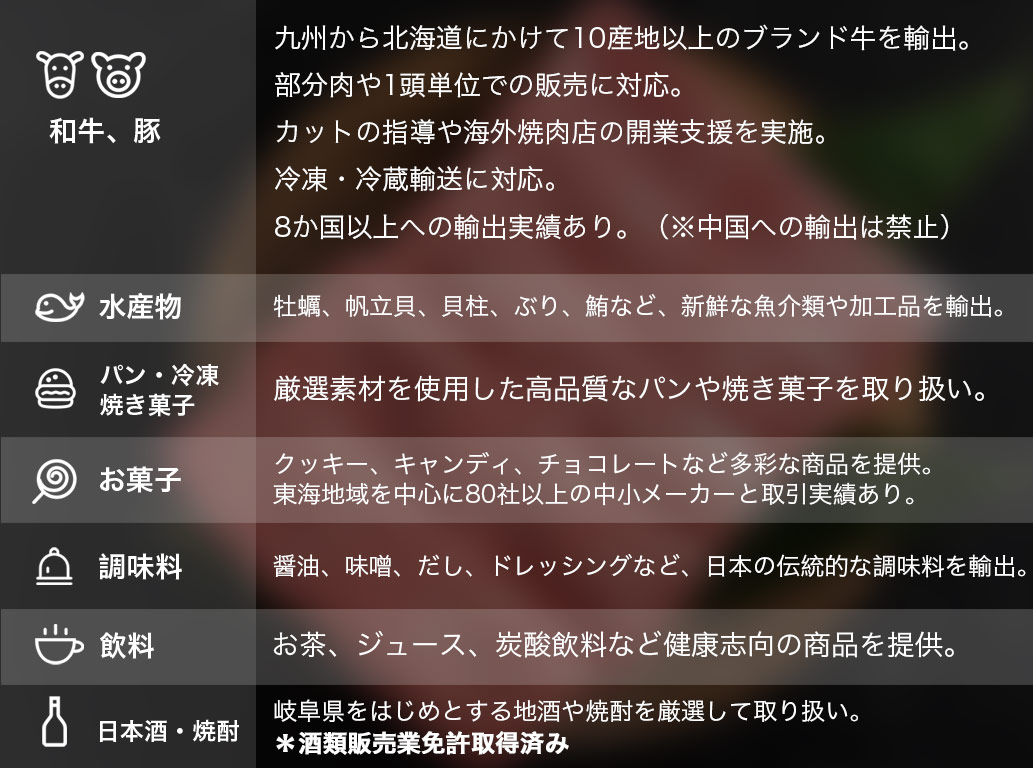 和牛、豚
九州から北海道にかけて10産地以上のブランド牛を輸出。
部分肉や1頭単位での販売に対応。
カットの指導や海外焼肉店の開業支援を実施。
冷凍・冷蔵輸送に対応。
8か国以上への輸出実績あり。（※中国への輸出は禁止）
水産物
牡蠣、帆立貝、貝柱、ぶり、鮪など、新鮮な魚介類や加工品を輸出。
パン・冷凍
焼き菓子
厳選素材を使用した高品質なパンや焼き菓子を取り扱い。
お菓子
クッキー、キャンディ、チョコレートなど多彩な商品を提供。
東海地域を中心に80社以上の中小メーカーと取引実績あり。
調味料
醤油、味噌、だし、ドレッシングなど、日本の伝統的な調味料を輸出。
飲料
お茶、ジュース、炭酸飲料など健康志向の商品を提供。
日本酒・焼酎
岐阜県をはじめとする地酒や焼酎を厳選して取り扱い。
＊酒類販売業免許取得済み